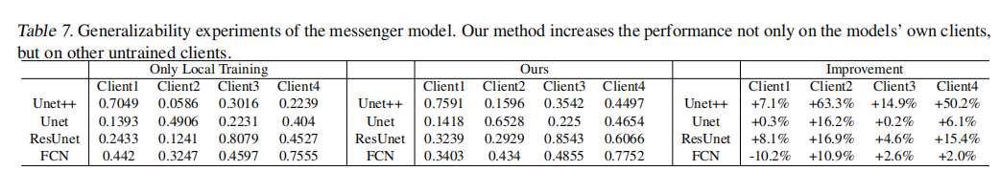 Table 7. Generalizability experiments of the messenger model. Our method increases the performance not only on the models' own clients,
but on other untrained clients.
Only Local Training Ours Improvement
Client1 Client2 Client3 Client4 Client1 Client2 Client3 Client4 Client1 Client2 Client3 Client4
Unet++ 0.7049 0.0586 0.3016 0.2239 Unet++ 0.7591 0.1596 0.3542 0.4497 Unet++ +7.1% +63.3% +14.9% +50.2%
Unet 0.1393 0.4906 0.2231 0.404 Unet 0.1418 0.6528 0.225 0.4654 Unet +0.3% +16.2% +0.2% +6.1%
ResUnet 0.2433 0.1241 0.8079 0.4527 ResUnet 0.3239 0.2929 0.8543 0.6066 ResUnet +8.1% +16.9% +4.6% +15.4%
FCN 0.442 0.3247 0.4597 0.7555 FCN 0.3403 0.434 0.4855 0.7752 FCN -10.2% +10.9% +2.6% +2.0%